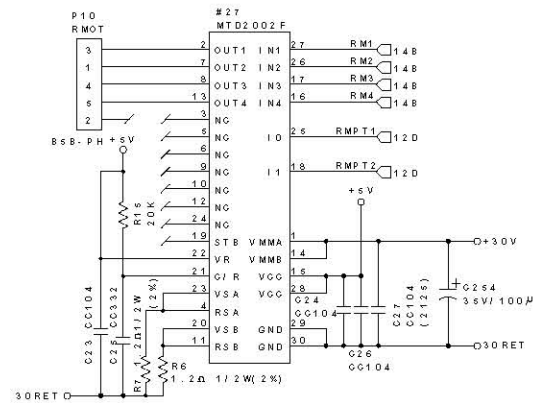 P10
RMOT
3
1
4
5
2
B5B-PH
#27
MTD2002F
2 OUT1 IN1 27 RM1 14B
7 OUT2 IN2 26 RM2 14B
8 OUT3 IN3 17 RM3 14B
13 OUT4 IN4 16 RM4 14B
3 NC
5 NC I0 25 RMPT1 12D
6 NC
9 NC I1 18 RMPT2 12D
10 NC
12 NC
24 NC
19 STB VMMA 1 +30V
22 VR VMMB 14
21 C/R VCC 15
23 VSA VCC 28
4 RSA
20 VSB GND 29
11 RSB GND 30 30RET
+5V
R15
20K
+5V
C23 CC104
C25 CC332
R7 1.2Ω1/2W
(2%)
R6
1.2Ω 1/2W(2%)
C24
CC104
C26
CC104
C27
CC104
(2125)
+
C254
35V/100μ
30RET